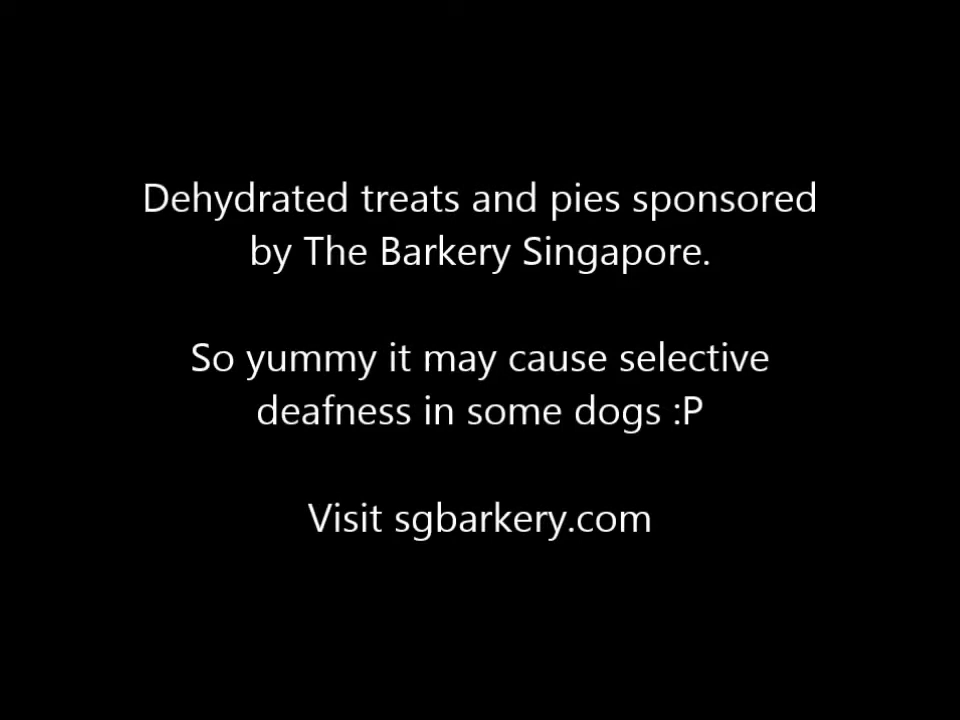 Dehydrated treats and pies sponsored
by The Barkery Singapore.
So yummy it may cause selective
deafness in some dogs :P
Visit sgbarkery.com